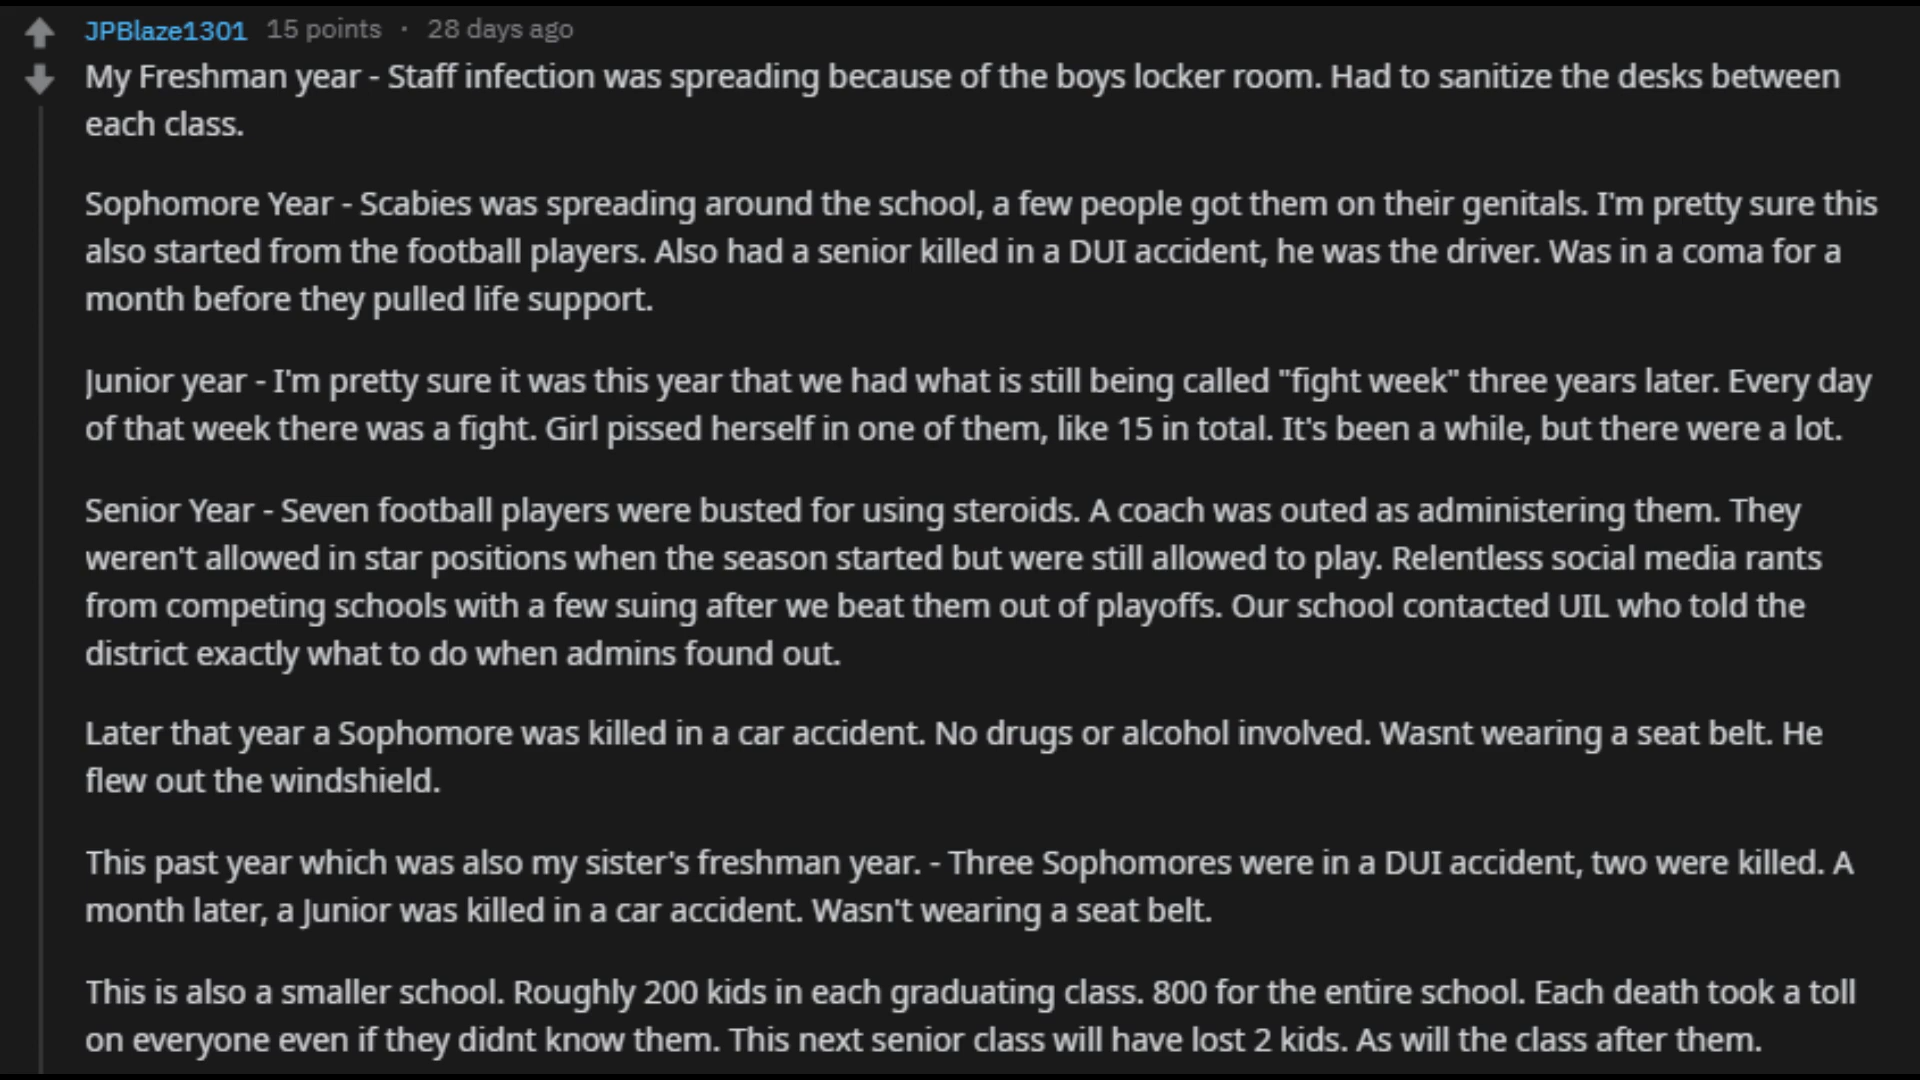 JPBlaze1301 15 points · 28 days ago
My Freshman year - Staff infection was spreading because of the boys locker room. Had to sanitize the desks between
each class.
Sophomore Year - Scabies was spreading around the school, a few people got them on their genitals. I'm pretty sure this
also started from the football players. Also had a senior killed in a DUI accident, he was the driver. Was in a coma for a
month before they pulled life support.
Junior year - I'm pretty sure it was this year that we had what is still being called "fight week" three years later. Every day
of that week there was a fight. Girl pissed herself in one of them, like 15 in total. It's been a while, but there were a lot.
Senior Year - Seven football players were busted for using steroids. A coach was outed as administering them. They
weren't allowed in star positions when the season started but were still allowed to play. Relentless social media rants
from competing schools with a few suing after we beat them out of playoffs. Our school contacted UIL who told the
district exactly what to do when admins found out.
Later that year a Sophomore was killed in a car accident. No drugs or alcohol involved. Wasnt wearing a seat belt. He
flew out the windshield.
This past year which was also my sister's freshman year. - Three Sophomores were in a DUI accident, two were killed. A
month later, a Junior was killed in a car accident. Wasn't wearing a seat belt.
This is also a smaller school. Roughly 200 kids in each graduating class. 800 for the entire school. Each death took a toll
on everyone even if they didnt know them. This next senior class will have lost 2 kids. As will the class after them.